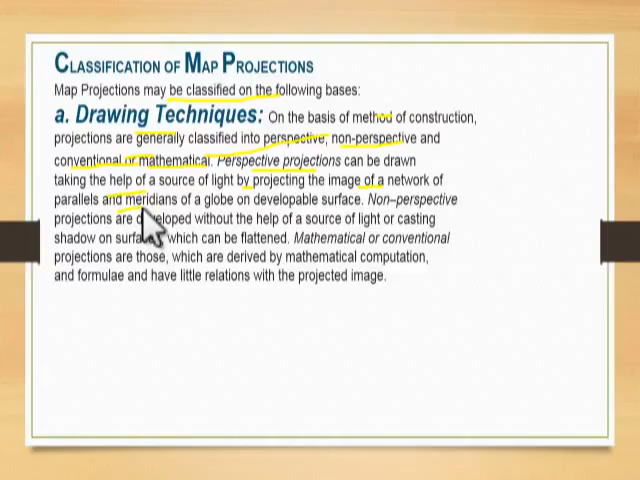 CLASSIFICATION OF MAP PROJECTIONS
Map Projections may be classified on the following bases:
a. Drawing Techniques: On the basis of method of construction,
projections are generally classified into perspective, non-perspective and
conventional or mathematical. Perspective projections can be drawn
taking the help of a source of light by projecting the image of a network of
parallels and meridians of a globe on developable surface. Non–perspective
projections are developed without the help of a source of light or casting
shadow on surface, which can be flattened. Mathematical or conventional
projections are those, which are derived by mathematical computation,
and formulae and have little relations with the projected image.